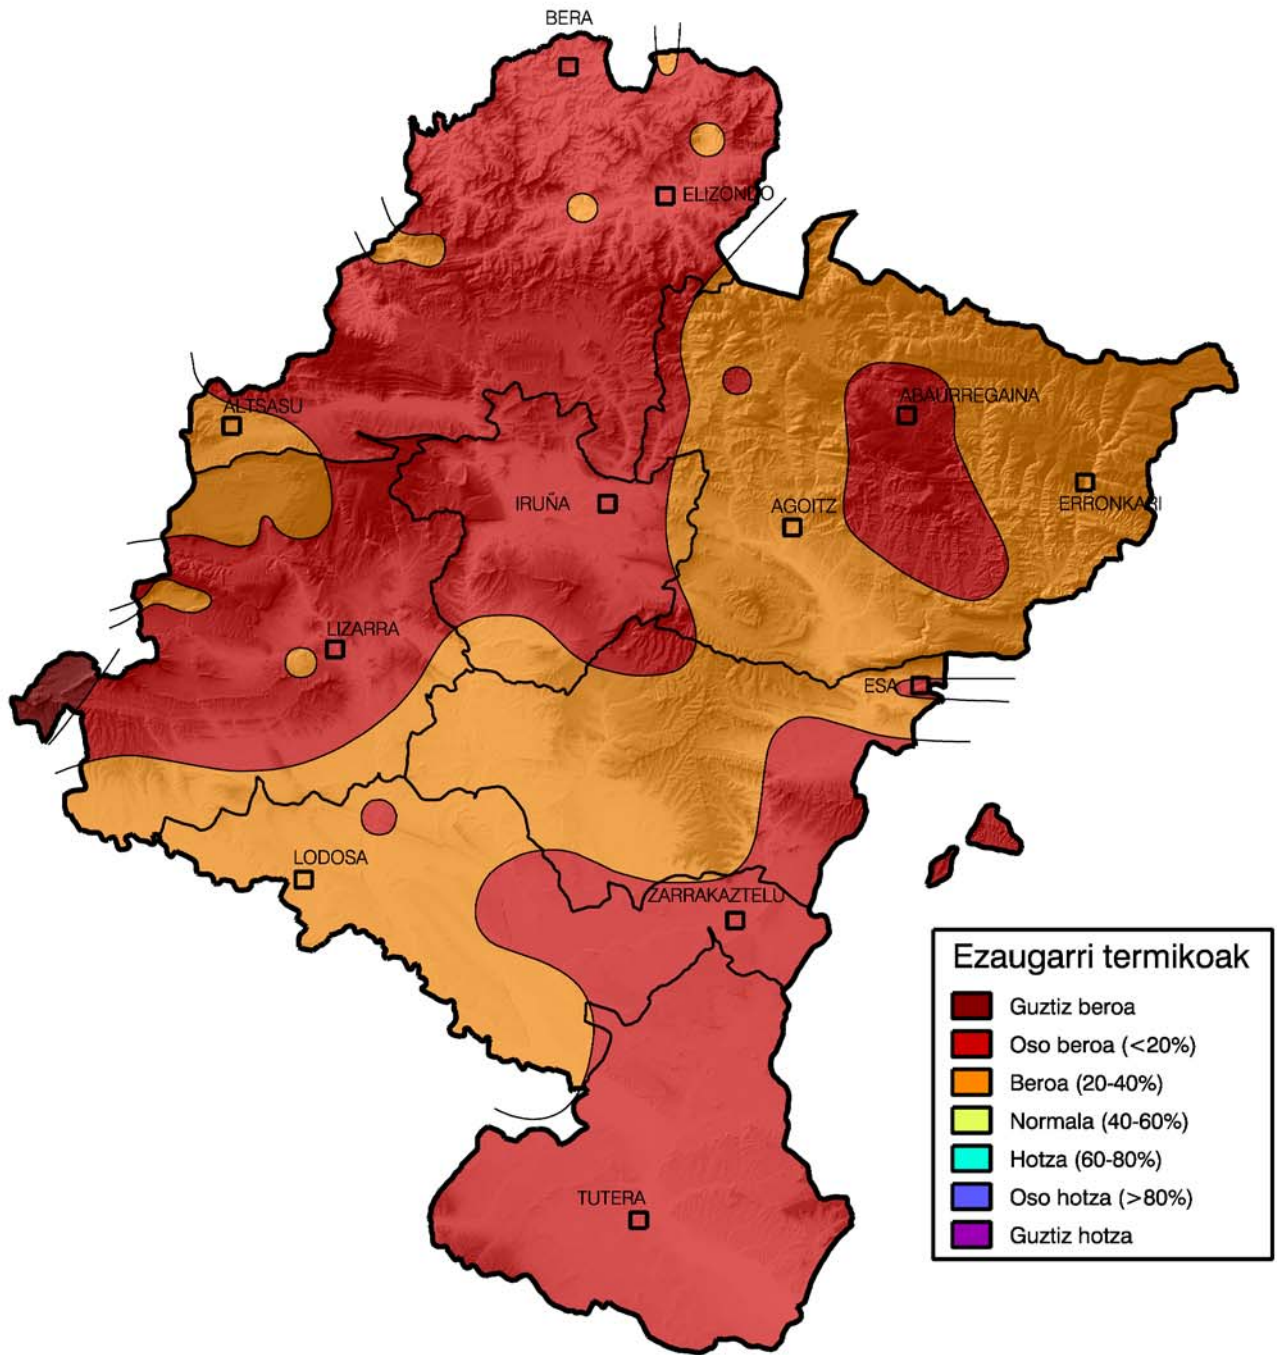 BERA
ELIZONDO
ALTSASU
ABAURREGAINA
IRUÑA
AGOITZ
ERRONKARI
LIZARRA
ESA
LODOSA
ZARRAKAZTELU
TUTERA
Ezaugarri termikoak
Guztiz beroa
Oso beroa (<20%)
Beroa (20-40%)
Normala (40-60%)
Hotza (60-80%)
Oso hotza (>80%)
Guztiz hotza